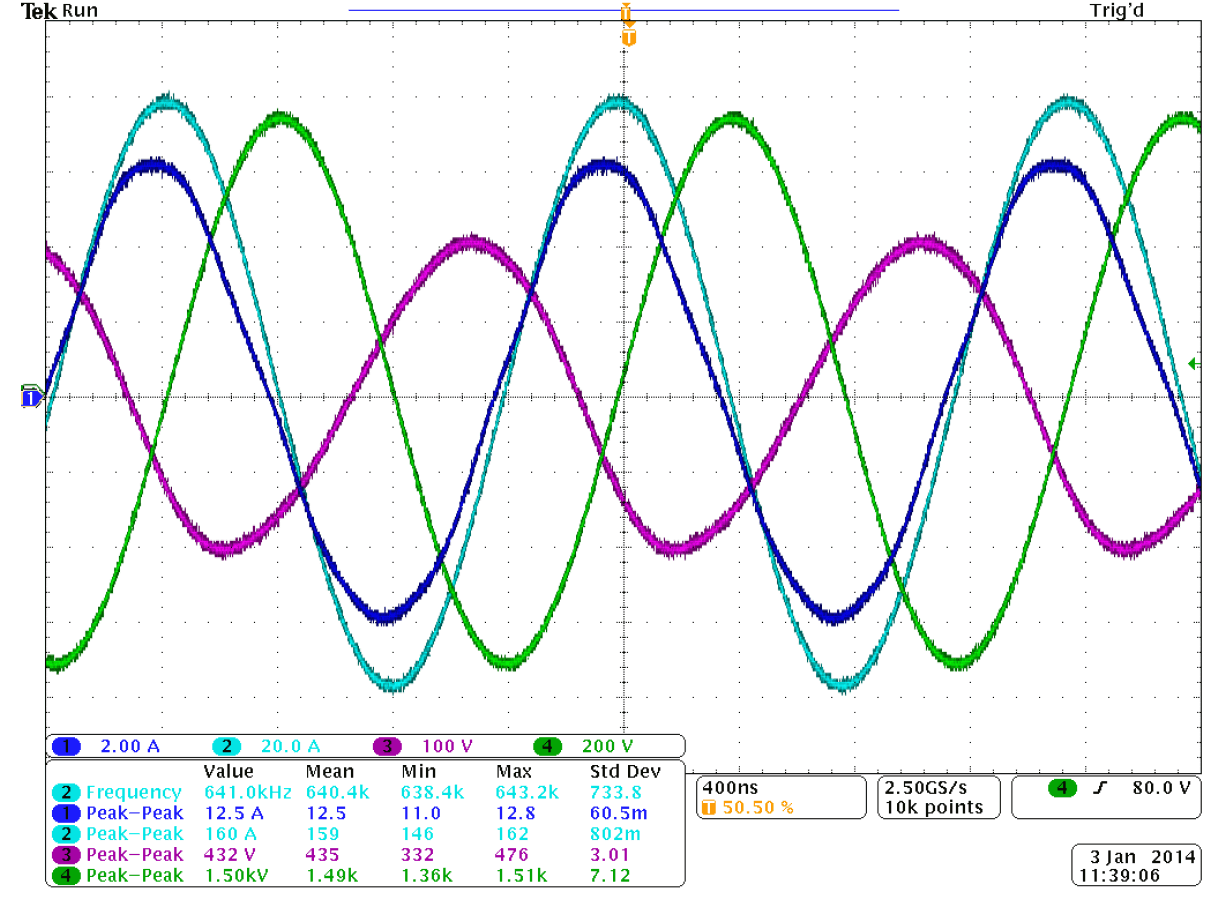 Tek Run Trig'd
T
T
1
1 2.00 A 2 20.0 A 3 100 V 4 200 V
Value Mean Min Max Std Dev
2 Frequency 641.0kHz 640.4k 638.4k 643.2k 733.8
1 Peak−Peak 12.5 A 12.5 11.0 12.8 60.5m
2 Peak−Peak 160 A 159 146 162 802m
3 Peak−Peak 432 V 435 332 476 3.01
4 Peak−Peak 1.50kV 1.49k 1.36k 1.51k 7.12
400ns
T 50.50 %
2.50GS/s
10k points
4 80.0 V
3 Jan 2014
11:39:06